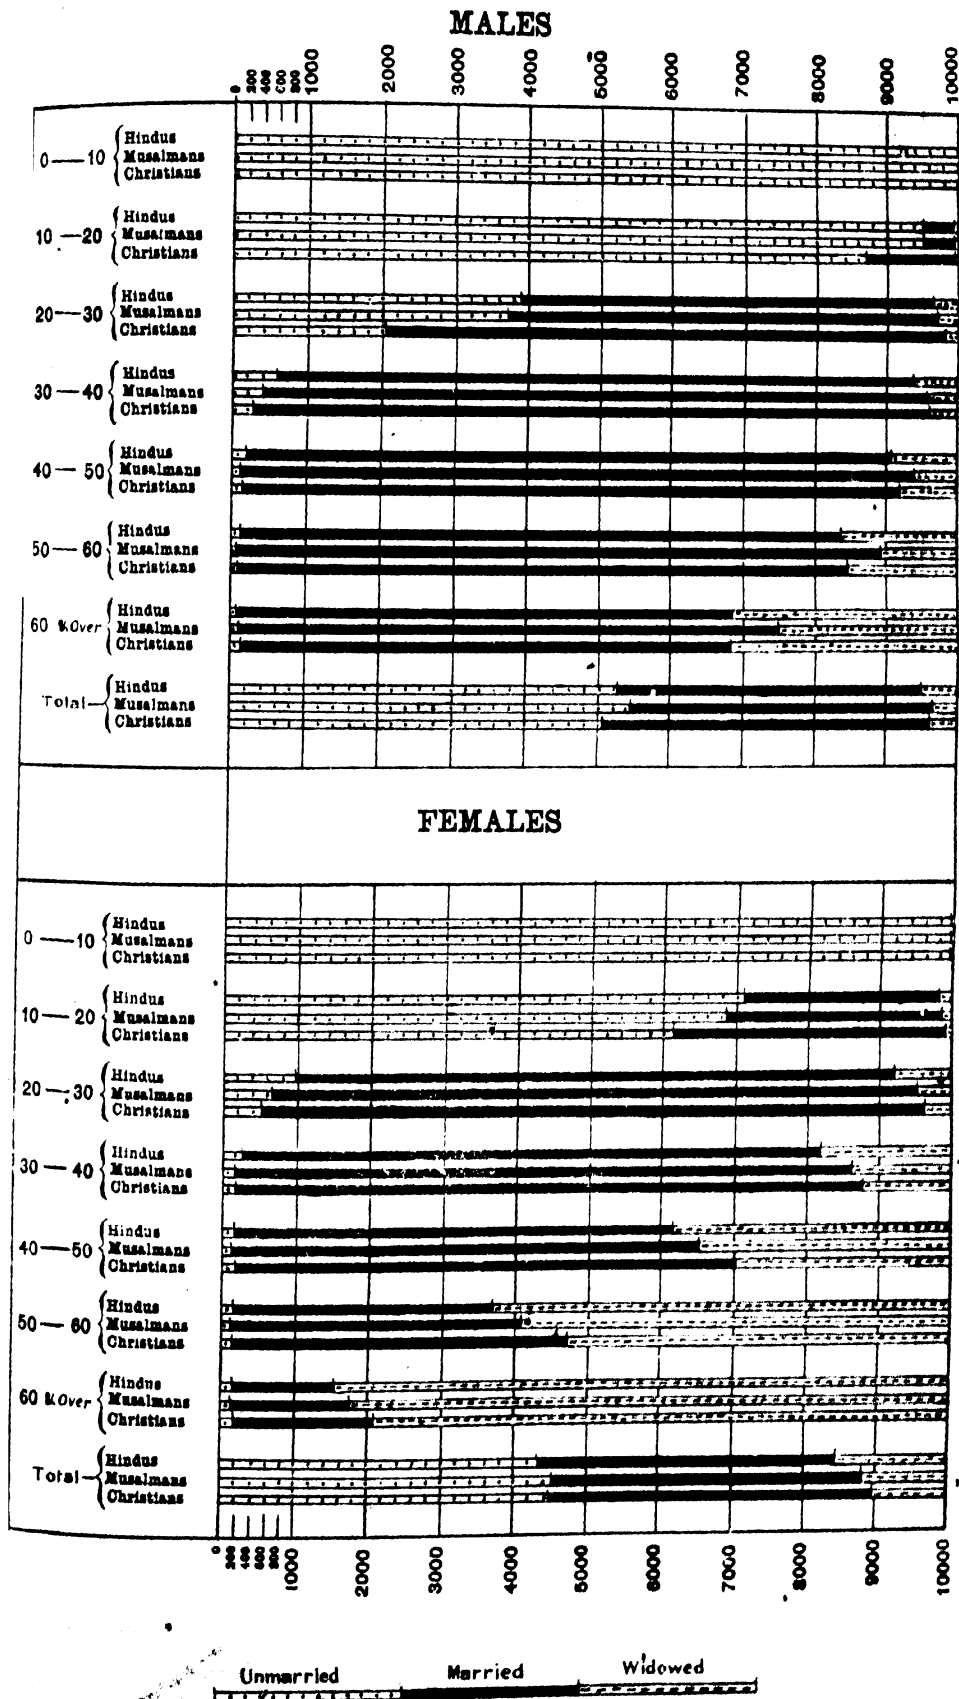 MALES
0 200 400 600 800 1000 2000 3000 4000 5000 6000 7000 8000 9000 10000
Hindus
0—10 Musalmans
Christians
Hindus
10—20 Musalmans
Christians
Hindus
20—30 Musalmans
Christians
Hindus
30—40 Musalmans
Christians
Hindus
40—50 Musalmans
Christians
Hindus
50—60 Musalmans
Christians
Hindus
60 & Over Musalmans
Christians
Hindus
Total— Musalmans
Christians
FEMALES
Hindus
0—10 Musalmans
Christians
Hindus
10—20 Musalmans
Christians
Hindus
20—30 Musalmans
Christians
Hindus
30—40 Musalmans
Christians
Hindus
40—50 Musalmans
Christians
Hindus
50—60 Musalmans
Christians
Hindus
60 & Over Musalmans
Christians
Hindus
Total— Musalmans
Christians
0 200 400 600 800 1000 2000 3000 4000 5000 6000 7000 8000 9000 10000
Unmarried Married Widowed